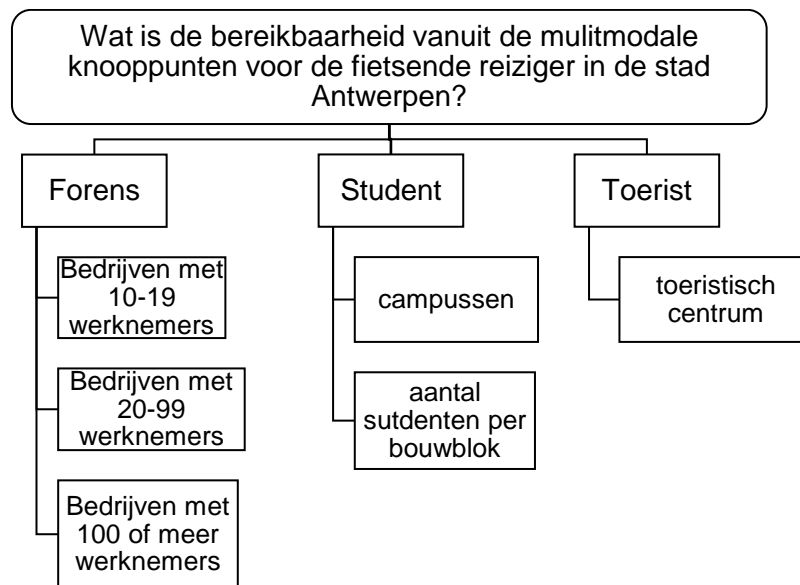 Wat is de bereikbaarheid vanuit de mulitmodale
knooppunten voor de fietsende reiziger in de stad
Antwerpen?
Forens
Student
Toerist
Bedrijven met
10-19
werknemers
Bedrijven met
20-99
werknemers
Bedrijven met
100 of meer
werknemers
campussen
aantal
sutdenten per
bouwblok
toeristisch
centrum